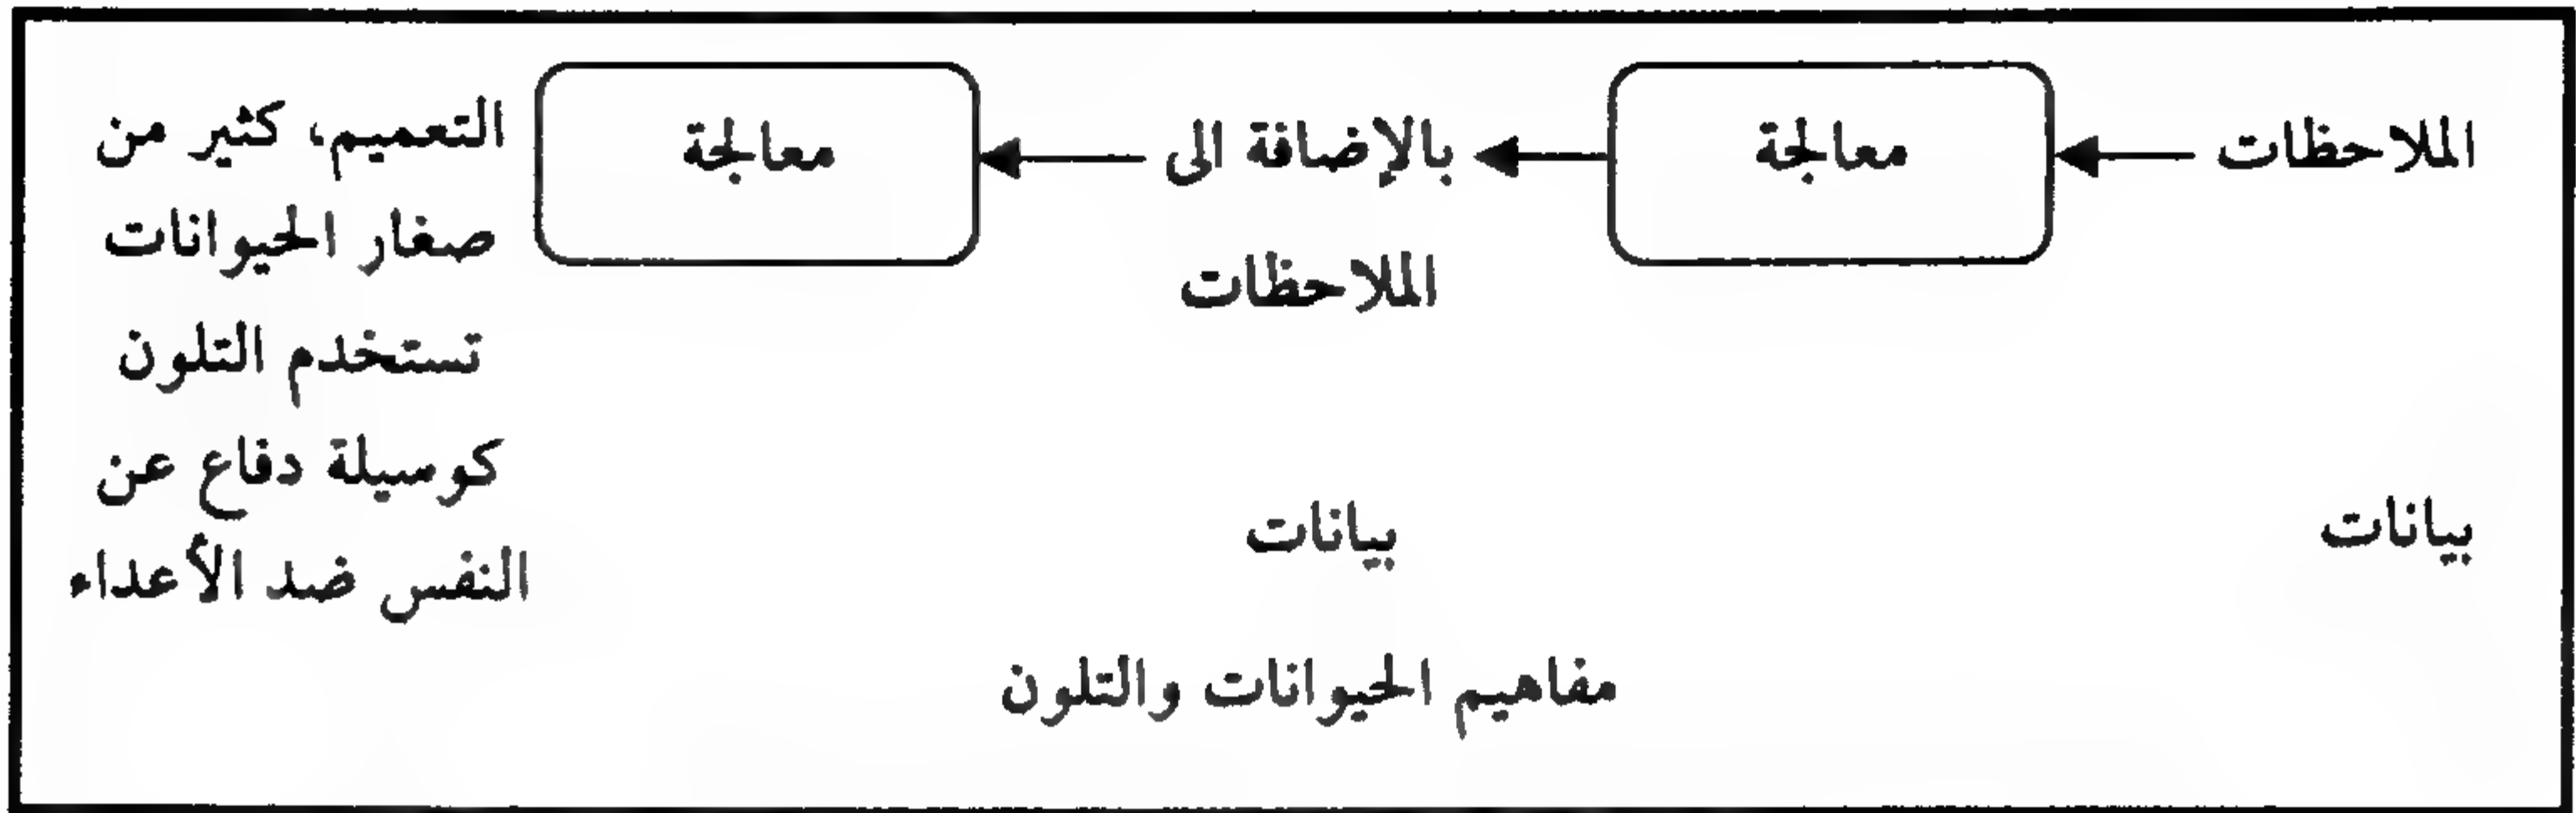 الملاحظات
بيانات
معالجة
بالإضافة الى
الملاحظات
بيانات
مفاهيم الحيوانات والتلون
معالجة
التعميم، كثير من
صغار الحيوانات
تستخدم التلون
كوسيلة دفاع عن
النفس ضد الأعداء